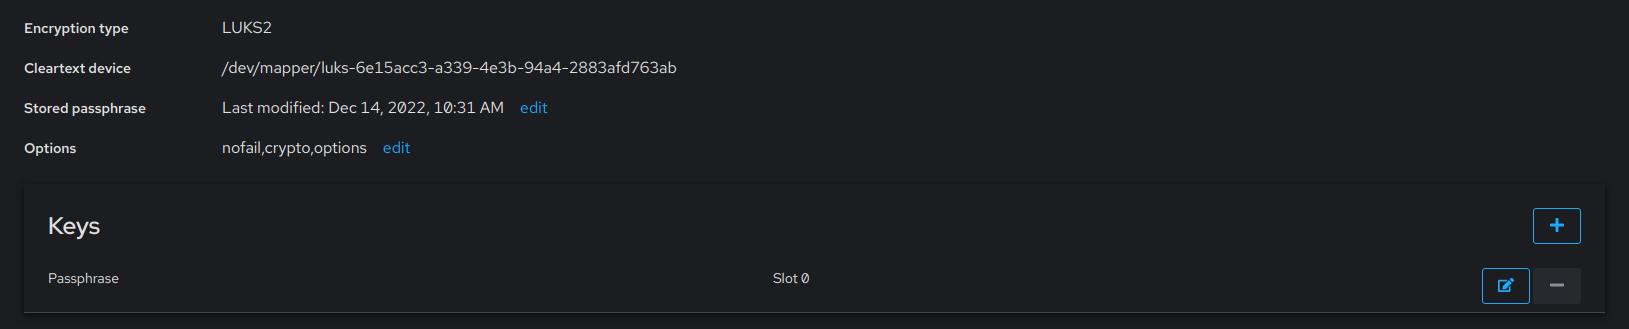 Encryption type LUKS2
Cleartext device /dev/mapper/luks-6e15acc3-a339-4e3b-94a4-2883afd763ab
Stored passphrase Last modified: Dec 14, 2022, 10:31 AM edit
Options nofail,crypto,options edit
Keys
Passphrase Slot 0